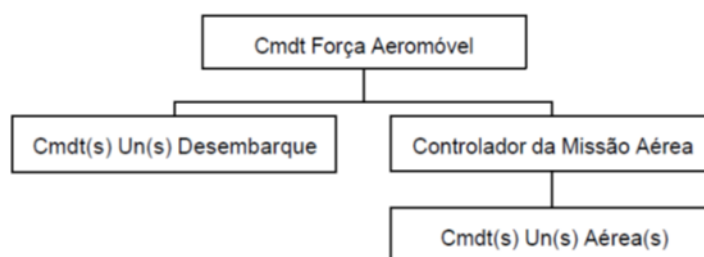 Cmdt Força Aeromóvel
Cmdt(s) Un(s) Desembarque
Controlador da Missão Aérea
Cmdt(s) Un(s) Aérea(s)